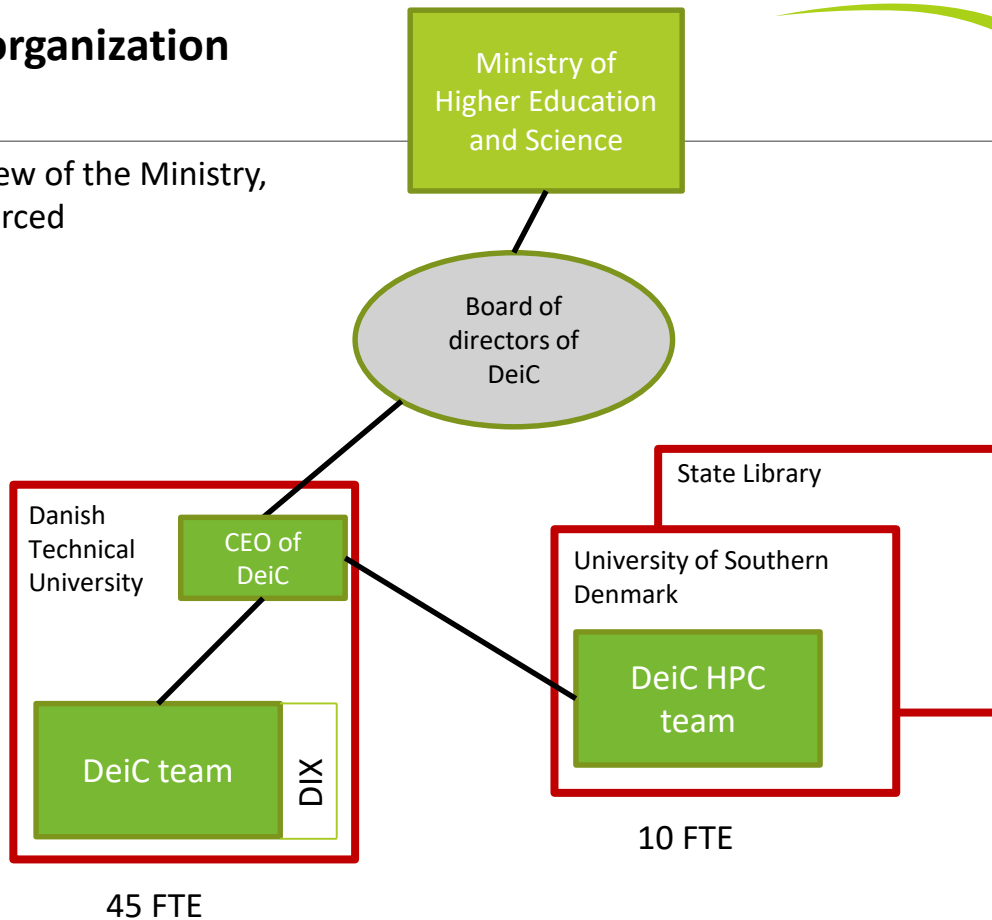 organization
Ministry of
Higher Education
and Science
ew of the Ministry,
rced
Board of
directors of
DeiC
State Library
Danish
Technical
University
CEO of
DeiC
University of Southern
Denmark
DeiC HPC
team
DeiC team
DIX
10 FTE
45 FTE